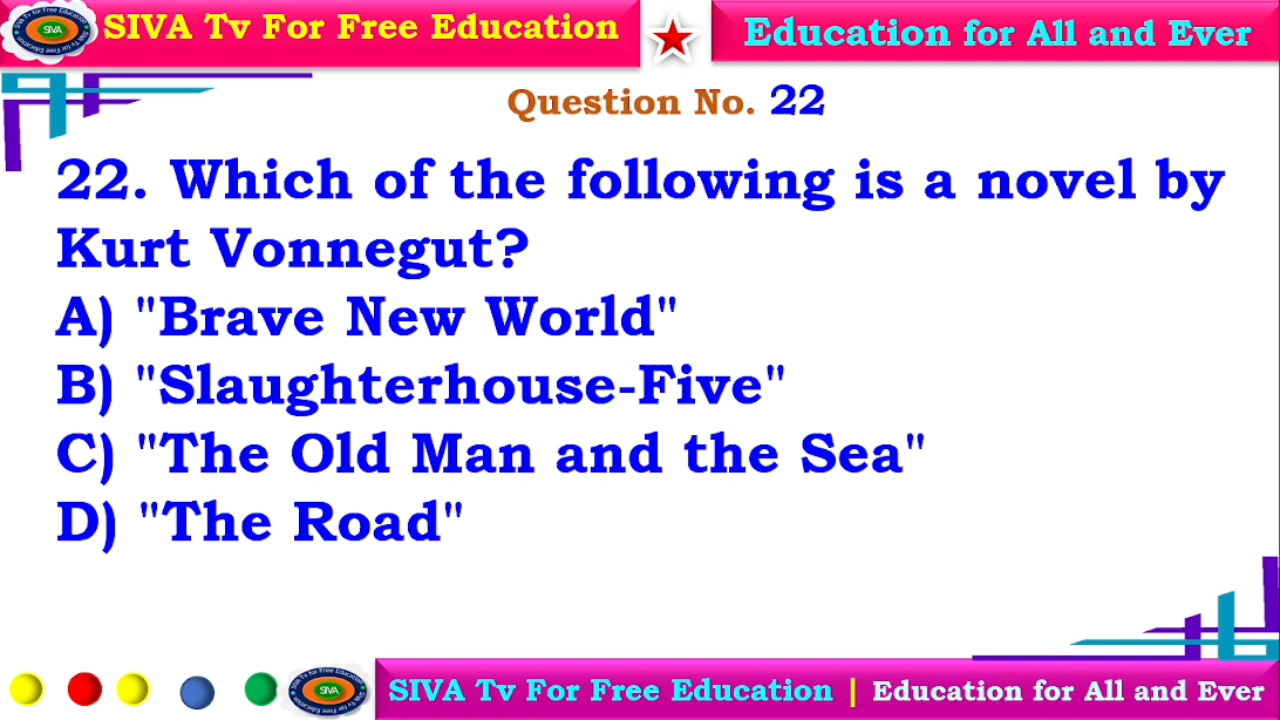 SIVA Tv For Free Education
Education for All and Ever
SIVA
Question No. 22
22. Which of the following is a novel by
Kurt Vonnegut?
A) "Brave New World"
B) "Slaughterhouse-Five"
C) "The Old Man and the Sea"
D) "The Road"
SIVA
SIVA Tv For Free Education | Education for All and Ever